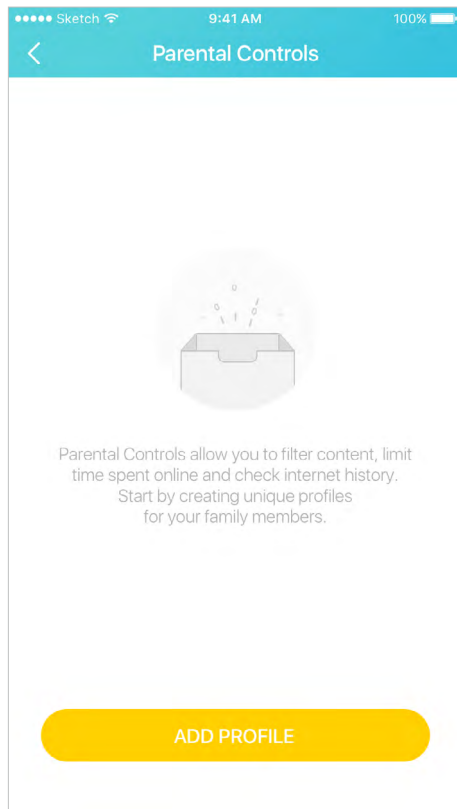 ●●●●● Sketch 9:41 AM 100%
Parental Controls
Parental Controls allow you to filter content, limit
time spent online and check internet history.
Start by creating unique profiles
for your family members.
ADD PROFILE